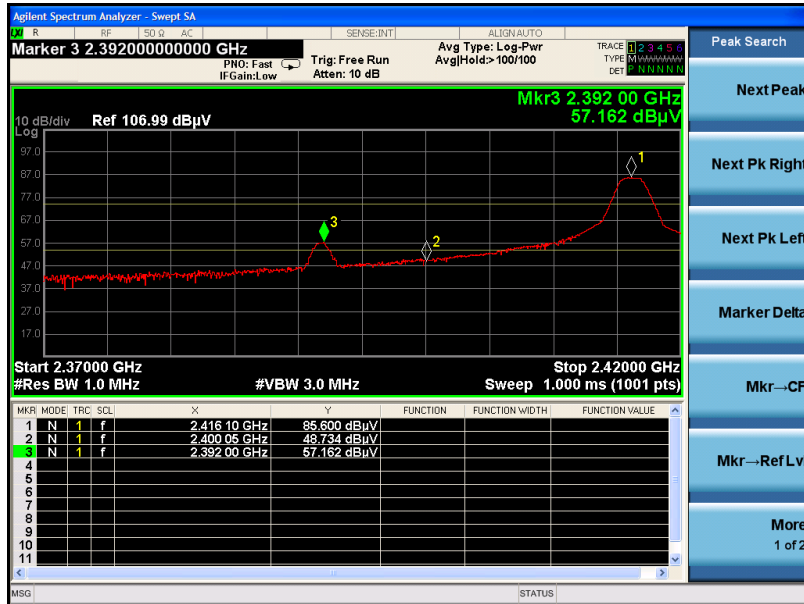 Agilent Spectrum Analyzer - Swept SA
LXI R RF 50 Ω AC SENSE:INT ALIGN AUTO
Marker 3 2.392000000000 GHz
PNO: Fast
IFGain:Low
Trig: Free Run
Atten: 10 dB
Avg Type: Log-Pwr
Avg|Hold:>100/100
TRACE 1 2 3 4 5 6
TYPE M
DET P N N N N N
Mkr3 2.392 00 GHz
57.162 dBµV
10 dB/div Ref 106.99 dBµV
Log
97.0
87.0
77.0
67.0
57.0
47.0
37.0
27.0
17.0
1
3
2
Start 2.37000 GHz Stop 2.42000 GHz
#Res BW 1.0 MHz #VBW 3.0 MHz Sweep 1.000 ms (1001 pts)
MKR MODE TRC SCL X Y FUNCTION FUNCTION WIDTH FUNCTION VALUE
1 N 1 f 2.416 10 GHz 85.600 dBµV
2 N 1 f 2.400 05 GHz 48.734 dBµV
3 N 1 f 2.392 00 GHz 57.162 dBµV
4
5
6
7
8
9
10
11
MSG STATUS
Peak Search
Next Peak
Next Pk Right
Next Pk Left
Marker Delta
Mkr→CF
Mkr→Ref Lv
More
1 of 2